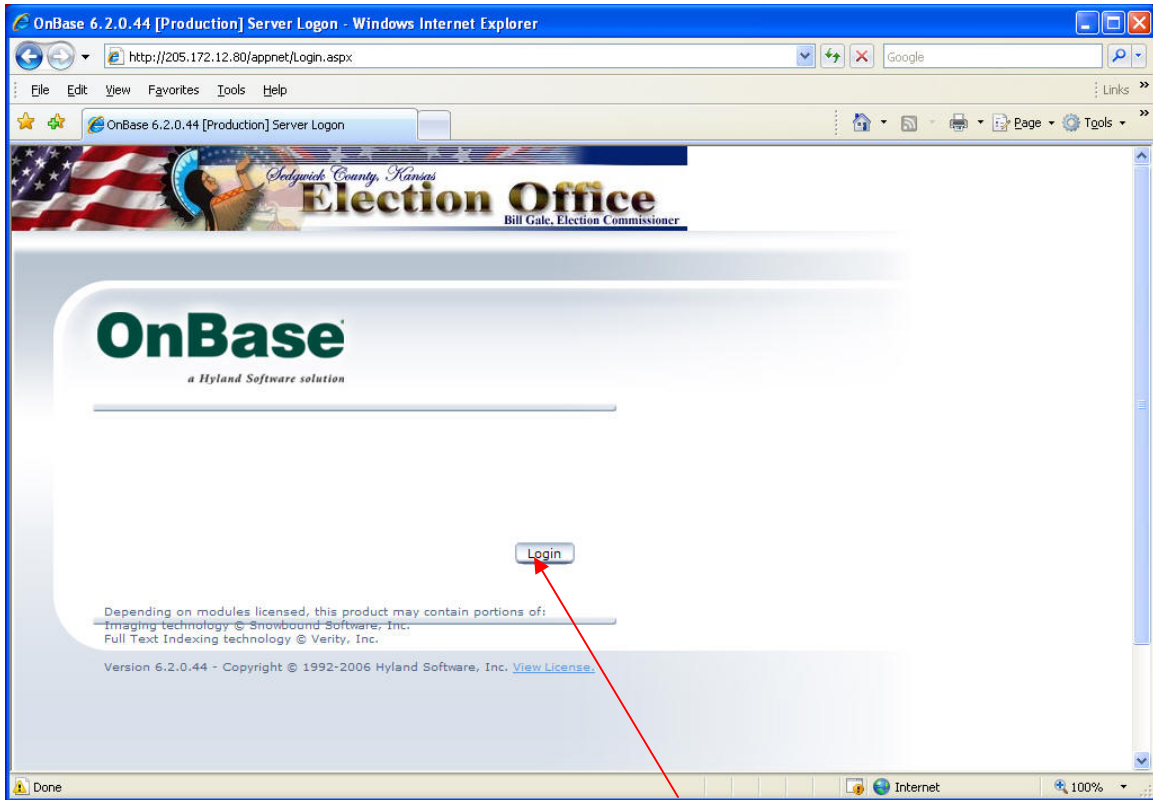 OnBase 6.2.0.44 [Production] Server Logon - Windows Internet Explorer
http://205.172.12.80/appnet/Login.aspx
Google
File Edit View Favorites Tools Help
Links »
OnBase 6.2.0.44 [Production] Server Logon
Page Tools »
Sedgwick County, Kansas
Election Office
Bill Gale, Election Commissioner
OnBase
a Hyland Software solution
Login
Depending on modules licensed, this product may contain portions of:
Imaging technology © Snowbound Software, Inc.
Full Text Indexing technology © Verity, Inc.
Version 6.2.0.44 - Copyright © 1992-2006 Hyland Software, Inc. View License.
Done Internet 100%